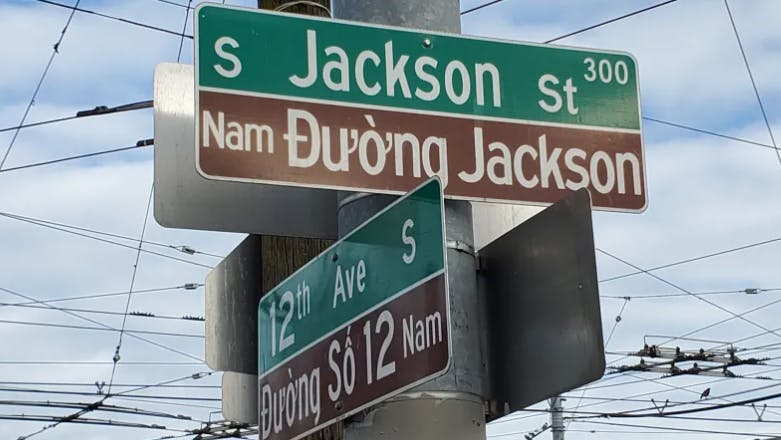 S Jackson St 300
Nam Đường Jackson
12th Ave S
Đường Số 12 Nam